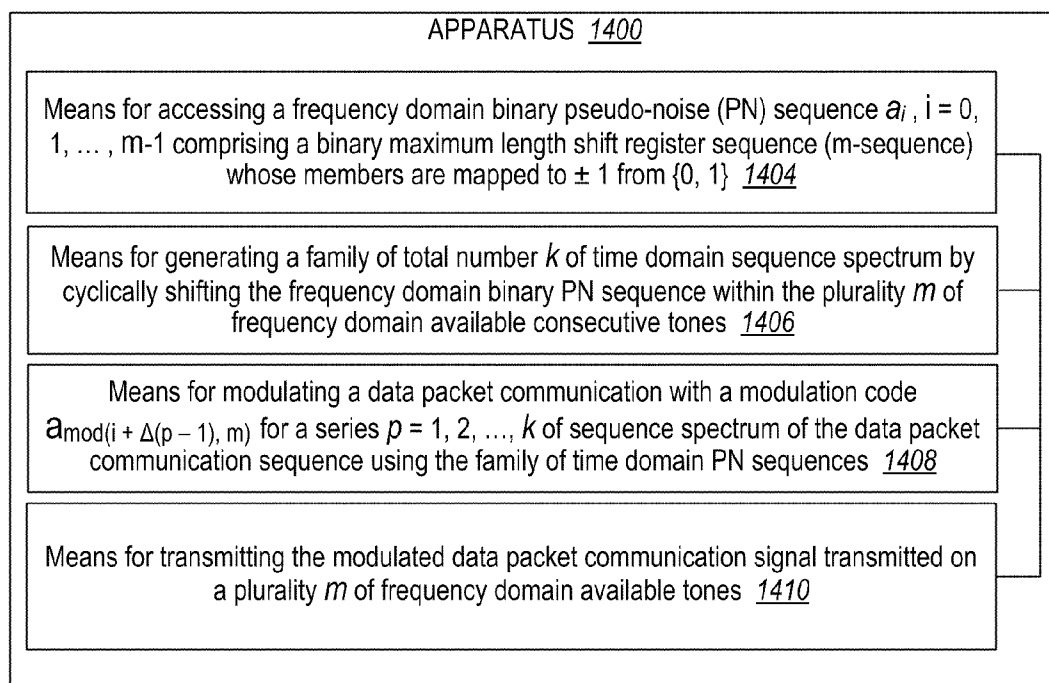 APPARATUS 1400
Means for accessing a frequency domain binary pseudo-noise (PN) sequence ai , i = 0,
1, ... , m-1 comprising a binary maximum length shift register sequence (m-sequence)
whose members are mapped to ± 1 from {0, 1} 1404
Means for generating a family of total number k of time domain sequence spectrum by
cyclically shifting the frequency domain binary PN sequence within the plurality m of
frequency domain available consecutive tones 1406
Means for modulating a data packet communication with a modulation code
amod(i + Δ(p – 1), m) for a series p = 1, 2, ..., k of sequence spectrum of the data packet
communication sequence using the family of time domain PN sequences 1408
Means for transmitting the modulated data packet communication signal transmitted on
a plurality m of frequency domain available tones 1410